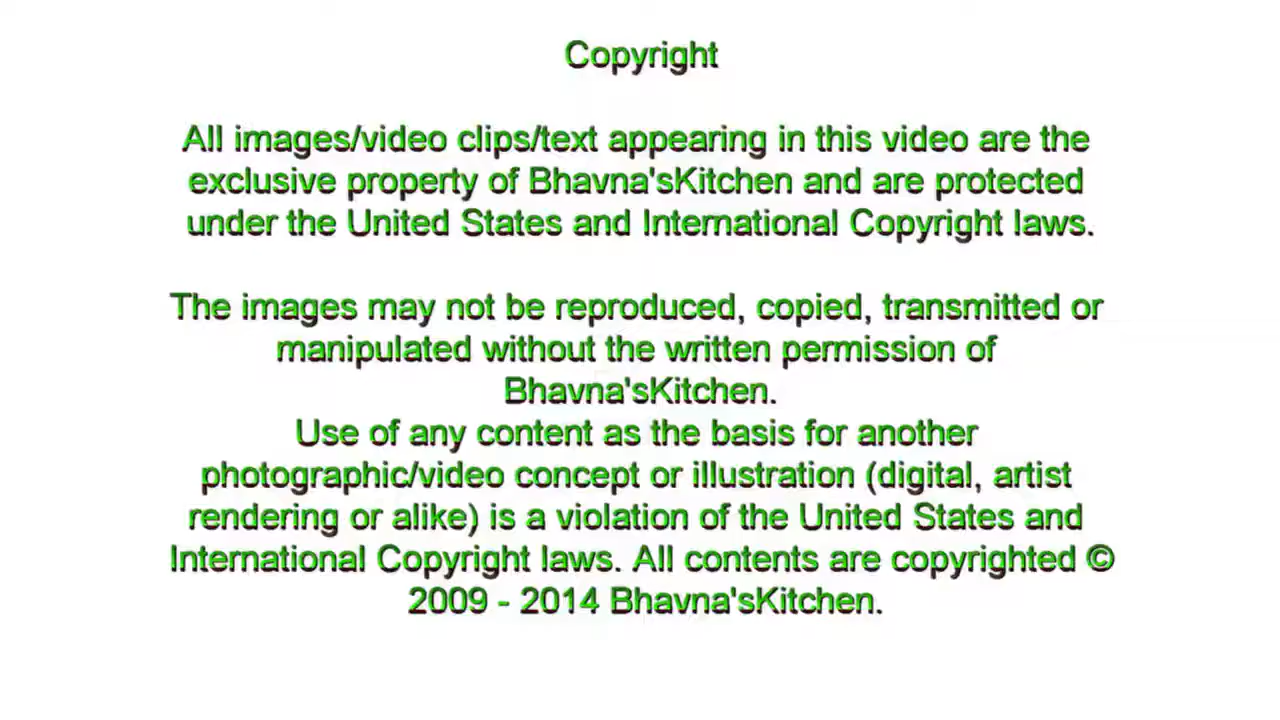 Copyright
All images/video clips/text appearing in this video are the
exclusive property of Bhavna'sKitchen and are protected
under the United States and International Copyright laws.
The images may not be reproduced, copied, transmitted or
manipulated without the written permission of
Bhavna'sKitchen.
Use of any content as the basis for another
photographic/video concept or illustration (digital, artist
rendering or alike) is a violation of the United States and
International Copyright laws. All contents are copyrighted ©
2009 - 2014 Bhavna'sKitchen.